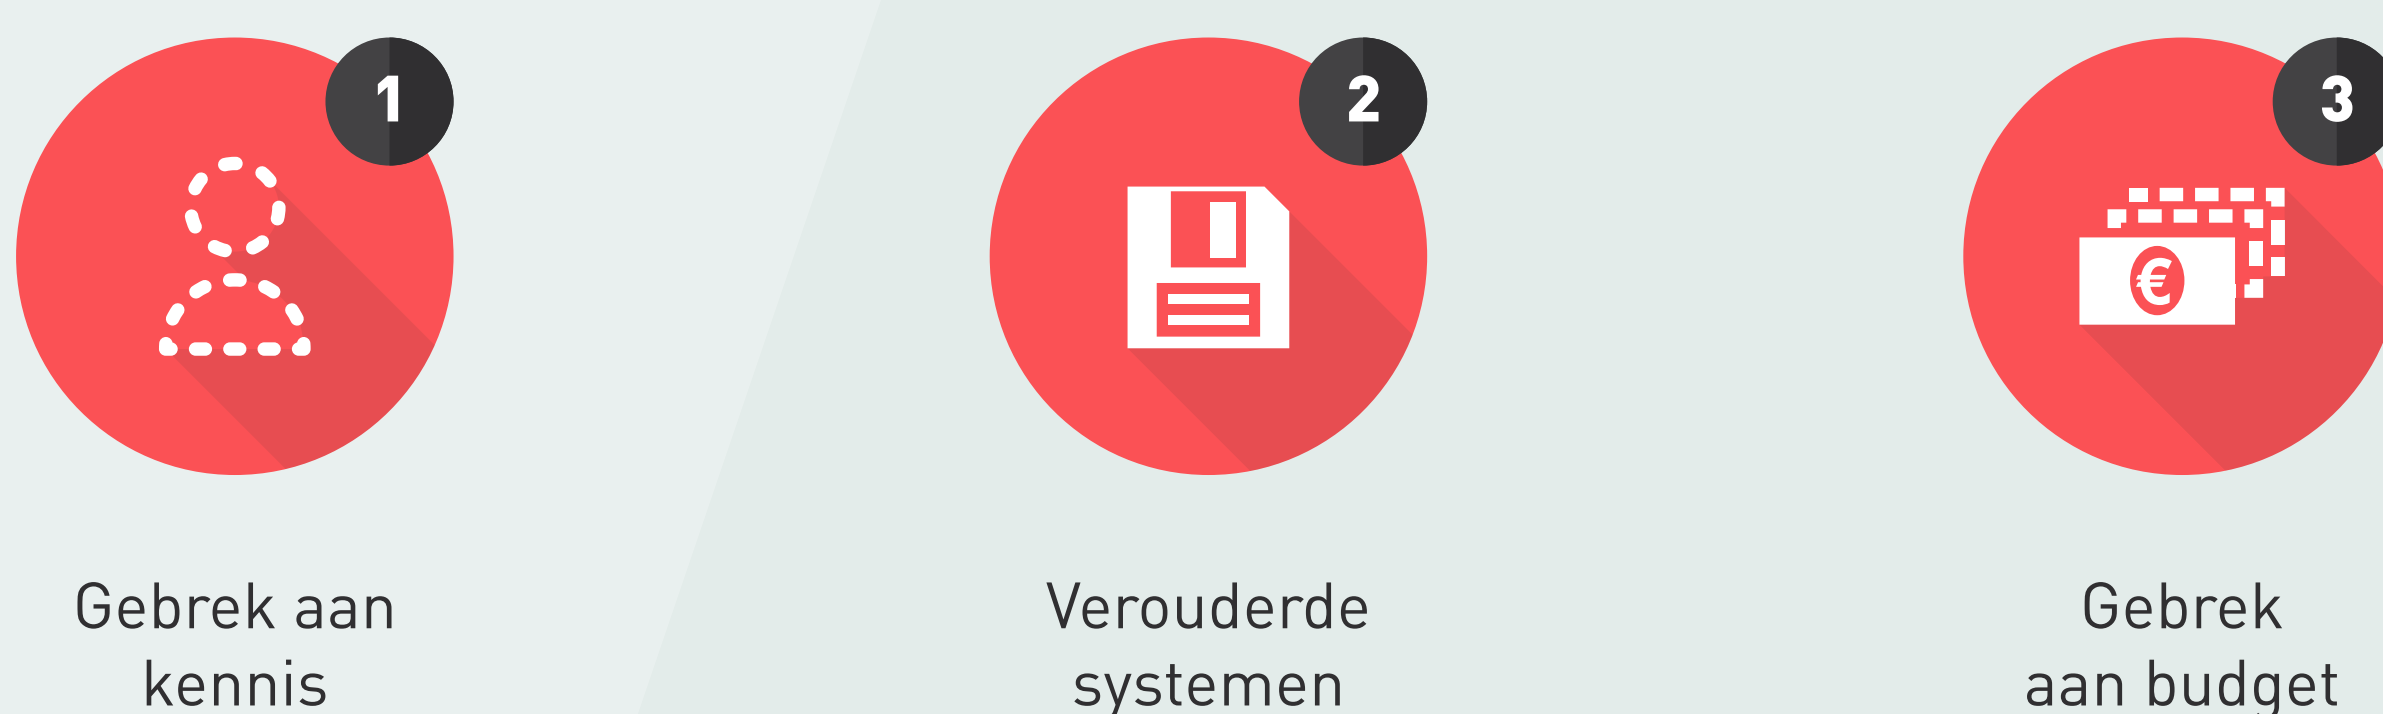 1
Gebrek aan
kennis
2
Verouderde
systemen
3
€
Gebrek
aan budget